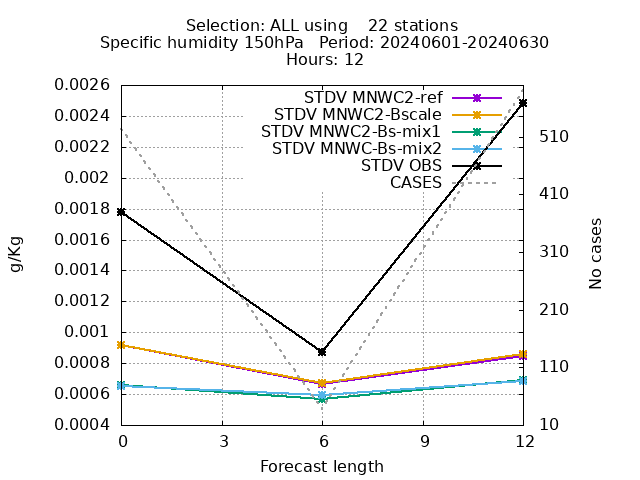 Selection: ALL using    22 stations
Specific humidity 150hPa   Period: 20240601-20240630
Hours: 12
0.0026
0.0024
0.0022
0.002
0.0018
0.0016
0.0014
0.0012
0.001
0.0008
0.0006
0.0004
g/Kg
STDV MNWC2-ref
STDV MNWC2-Bscale
STDV MNWC2-Bs-mix1
STDV MNWC-Bs-mix2
STDV OBS
CASES
510
410
310
210
110
10
No cases
0
3
6
9
12
Forecast length